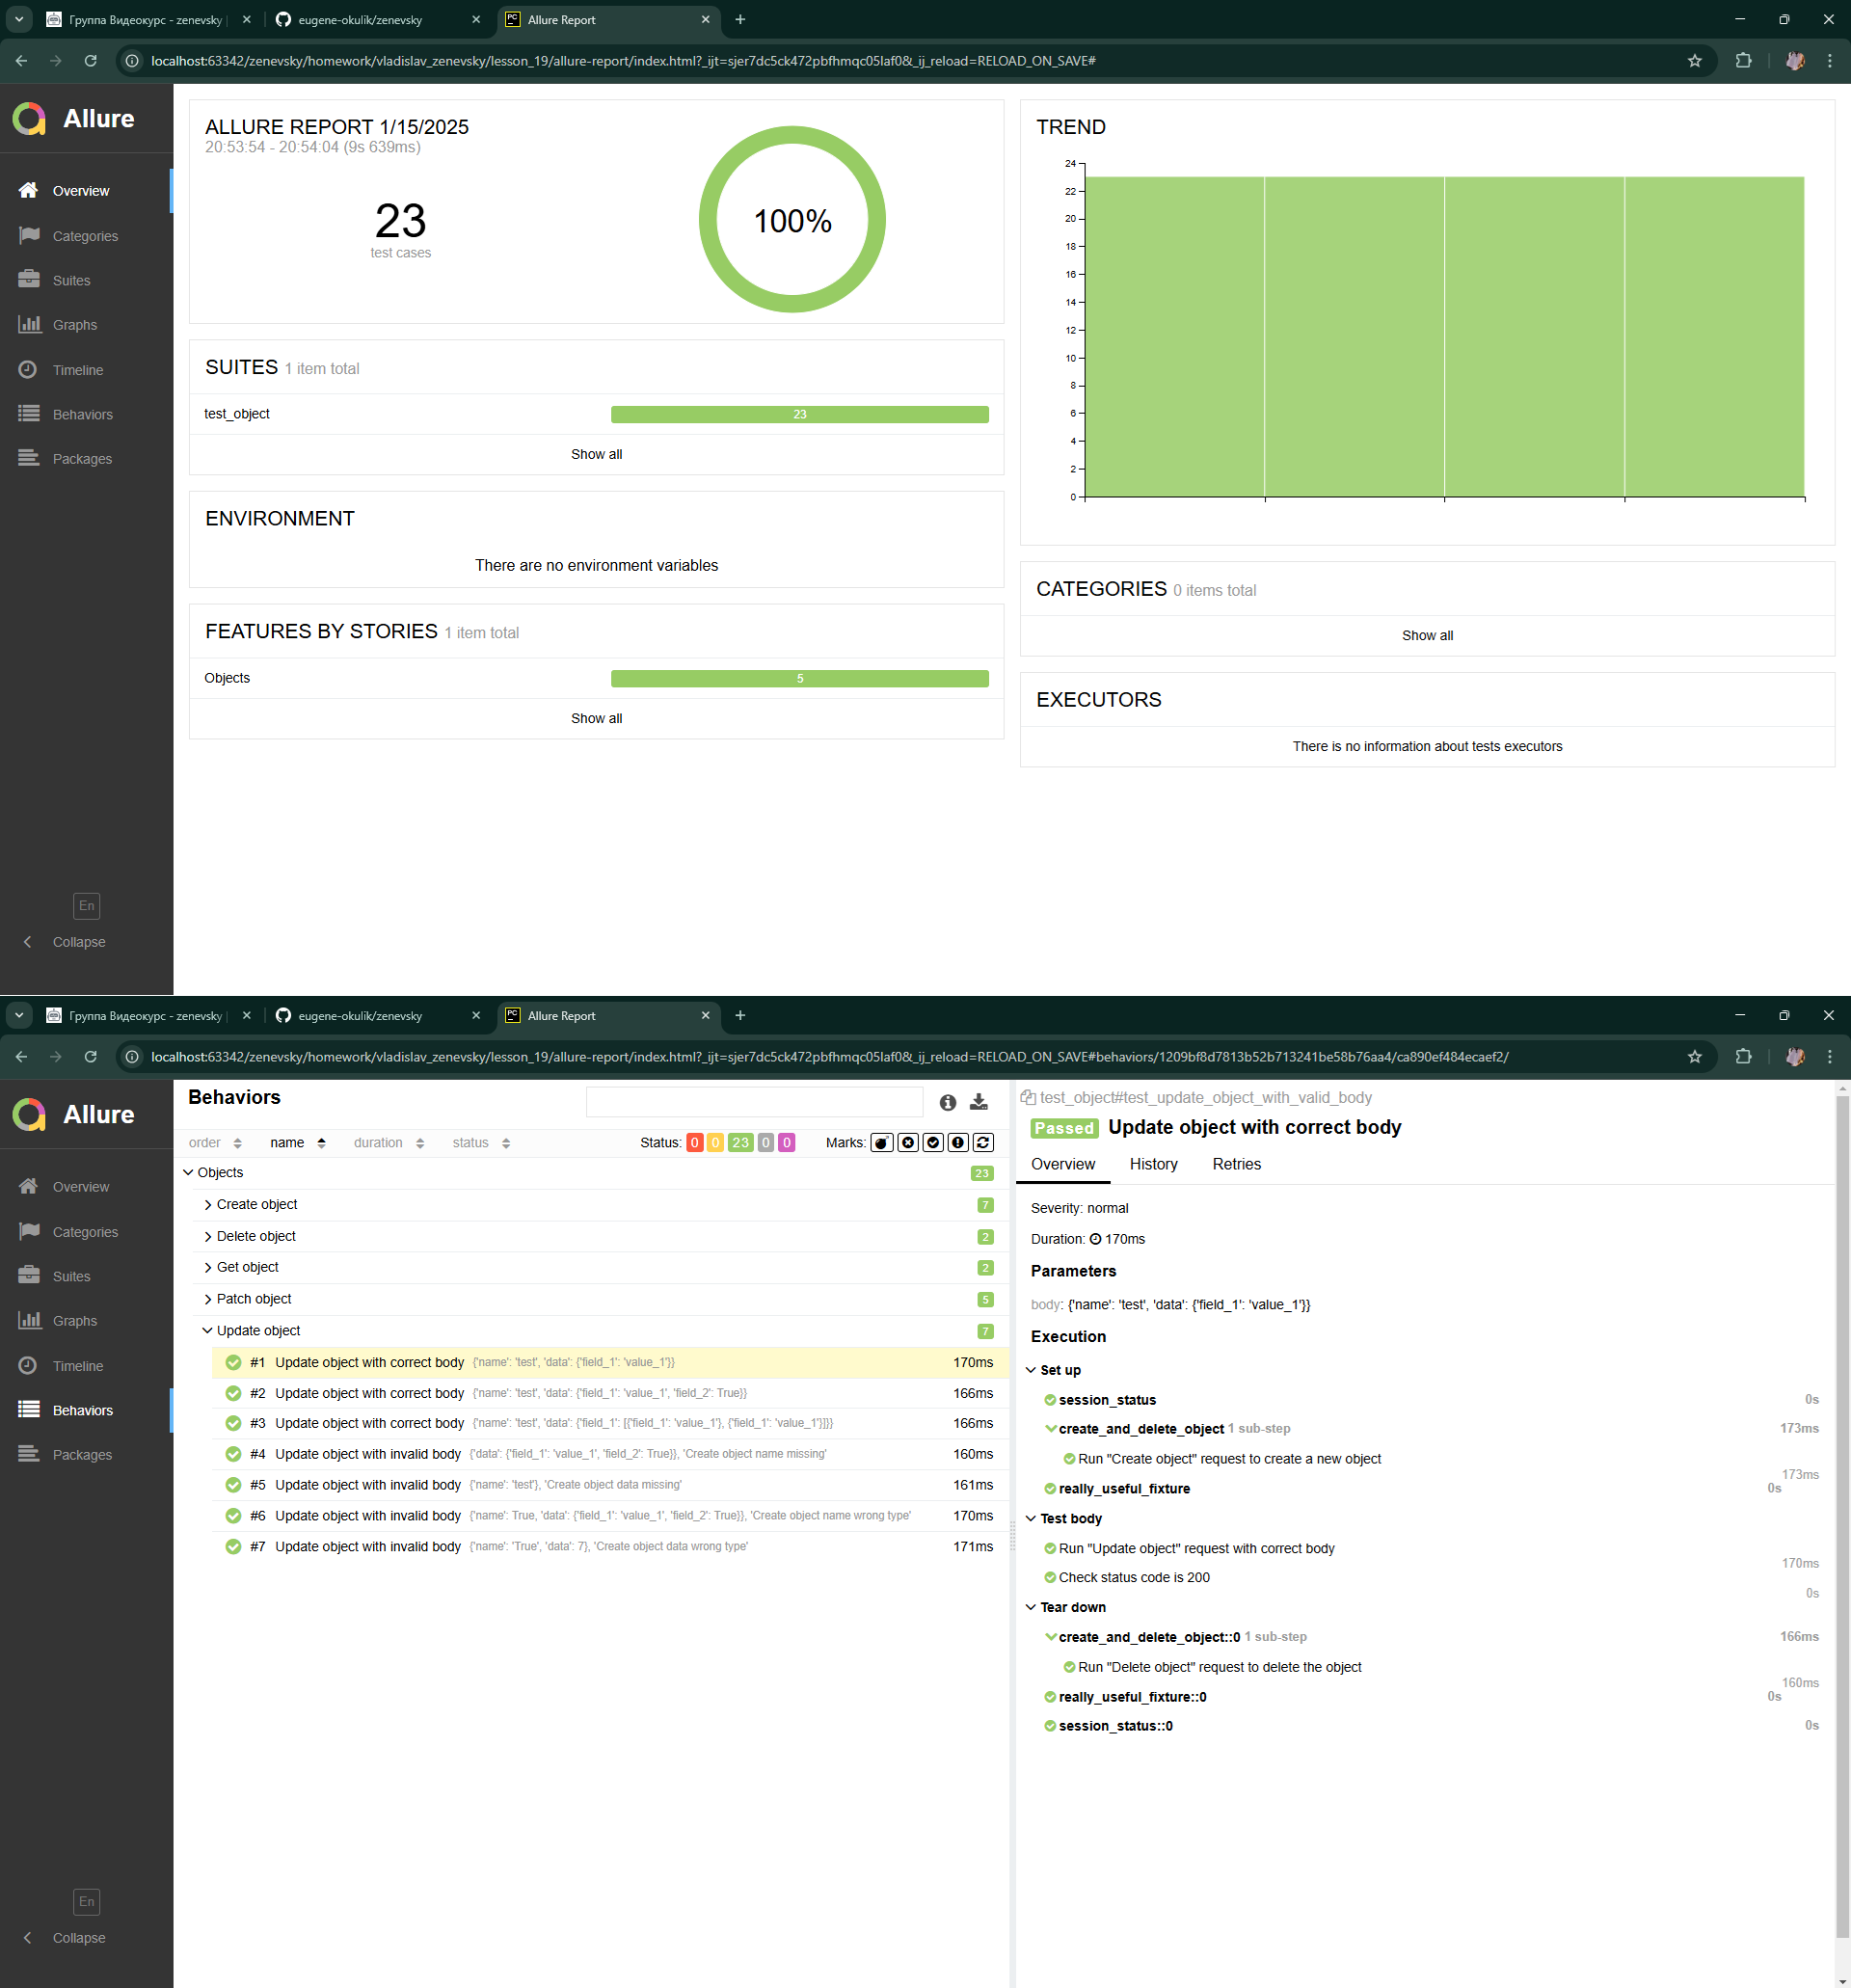 Группа Видеокурс - zenevsky |
eugene-okulik/zenevsky
Allure Report
localhost:63342/zenevsky/homework/vladislav_zenevsky/lesson_19/allure-report/index.html?_ijt=sjer7dc5ck472pbfhmqc05laf0&_ij_reload=RELOAD_ON_SAVE#
Allure
Overview
Categories
Suites
Graphs
Timeline
Behaviors
Packages
En
Collapse
ALLURE REPORT 1/15/2025
20:53:54 - 20:54:04 (9s 639ms)
23
test cases
100%
SUITES 1 item total
test_object 23
Show all
ENVIRONMENT
There are no environment variables
FEATURES BY STORIES 1 item total
Objects 5
Show all
TREND
24
22
20
18
16
14
12
10
8
6
4
2
0
CATEGORIES 0 items total
Show all
EXECUTORS
There is no information about tests executors
Группа Видеокурс - zenevsky |
eugene-okulik/zenevsky
Allure Report
localhost:63342/zenevsky/homework/vladislav_zenevsky/lesson_19/allure-report/index.html?_ijt=sjer7dc5ck472pbfhmqc05laf0&_ij_reload=RELOAD_ON_SAVE#behaviors/1209bf8d7813b52b713241be58b76aa4/ca890ef484ecaef2/
Allure
Overview
Categories
Suites
Graphs
Timeline
Behaviors
Packages
En
Collapse
Behaviors
order name duration status Status: 0 0 23 0 0 Marks:
Objects 23
Create object 7
Delete object 2
Get object 2
Patch object 5
Update object 7
#1 Update object with correct body {'name': 'test', 'data': {'field_1': 'value_1'}} 170ms
#2 Update object with correct body {'name': 'test', 'data': {'field_1': 'value_1', 'field_2': True}} 166ms
#3 Update object with correct body {'name': 'test', 'data': {'field_1': [{'field_1': 'value_1'}, {'field_1': 'value_1'}]}} 166ms
#4 Update object with invalid body {'data': {'field_1': 'value_1', 'field_2': True}}, 'Create object name missing' 160ms
#5 Update object with invalid body {'name': 'test'}, 'Create object data missing' 161ms
#6 Update object with invalid body {'name': True, 'data': {'field_1': 'value_1', 'field_2': True}}, 'Create object name wrong type' 170ms
#7 Update object with invalid body {'name': 'True', 'data': 7}, 'Create object data wrong type' 171ms
test_object#test_update_object_with_valid_body
Passed Update object with correct body
Overview History Retries
Severity: normal
Duration: 170ms
Parameters
body: {'name': 'test', 'data': {'field_1': 'value_1'}}
Execution
Set up
session_status 0s
create_and_delete_object 1 sub-step 173ms
Run "Create object" request to create a new object
173ms
really_useful_fixture 0s
Test body
Run "Update object" request with correct body
170ms
Check status code is 200
0s
Tear down
create_and_delete_object::0 1 sub-step 166ms
Run "Delete object" request to delete the object
160ms
really_useful_fixture::0 0s
session_status::0 0s